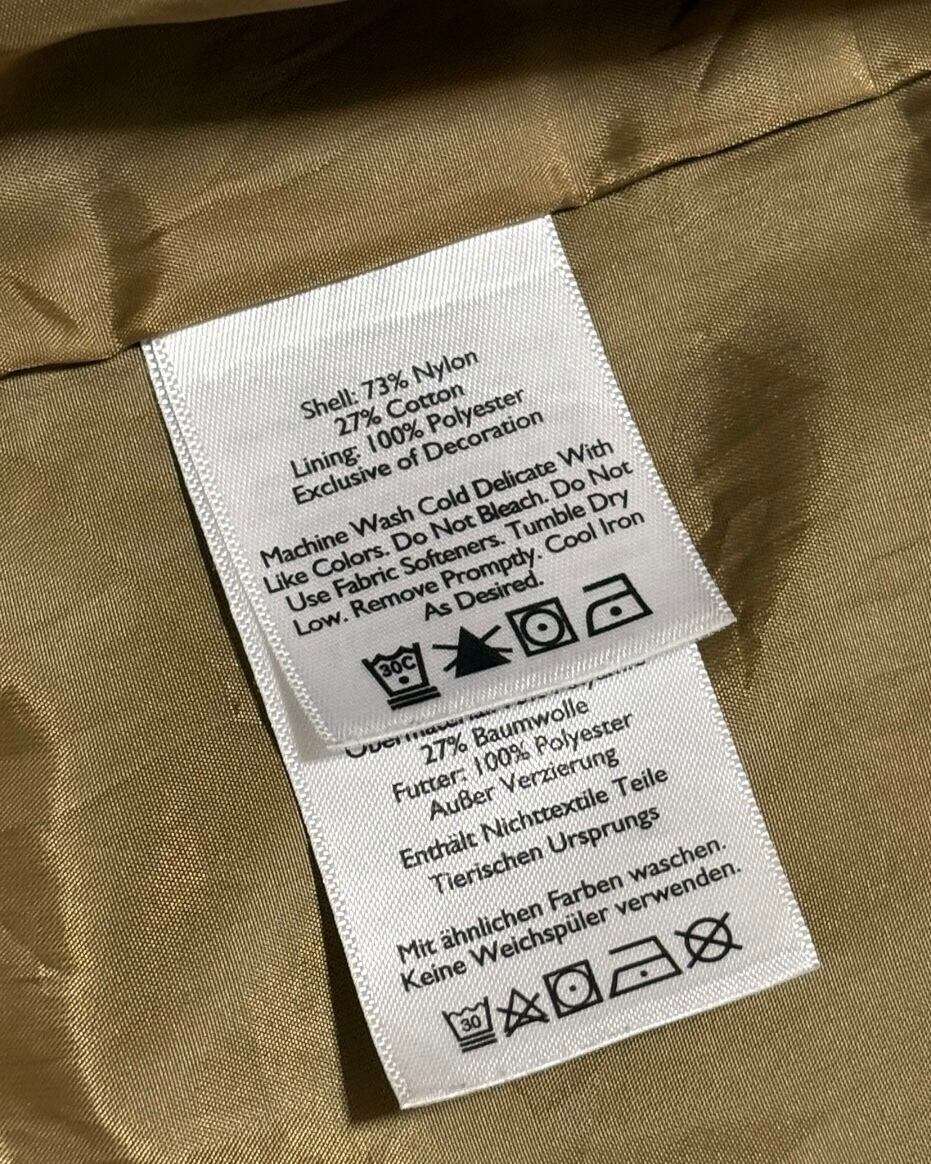 Shell: 73% Nylon
27% Cotton
Lining: 100% Polyester
Exclusive of Decoration
Machine Wash Cold Delicate With
Like Colors. Do Not Bleach. Do Not
Use Fabric Softeners. Tumble Dry
Low. Remove Promptly. Cool Iron
As Desired.
30C
27% Baumwolle
Futter: 100% Polyester
Außer Verzierung
Enthält Nichttextile Teile
Tierischen Ursprungs
Mit ähnlichen Farben waschen.
Keine Weichspüler verwenden.
30